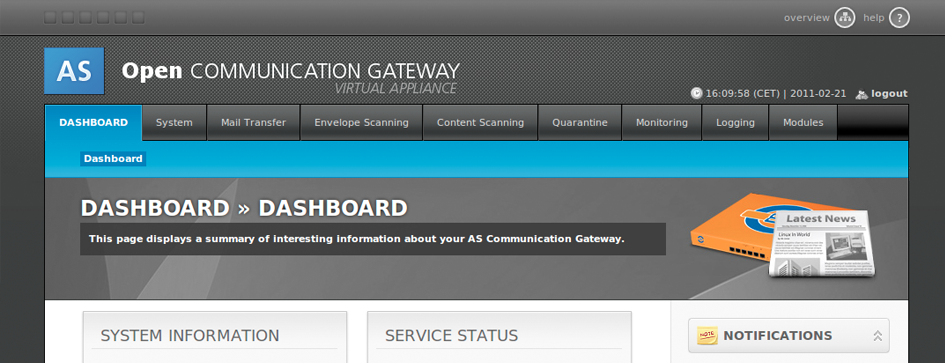 overview help ?
AS Open COMMUNICATION GATEWAY
VIRTUAL APPLIANCE
16:09:58 (CET) | 2011-02-21 logout
DASHBOARD System Mail Transfer Envelope Scanning Content Scanning Quarantine Monitoring Logging Modules
Dashboard
DASHBOARD » DASHBOARD
This page displays a summary of interesting information about your AS Communication Gateway.
Latest News
Linux In World
SYSTEM INFORMATION SERVICE STATUS NOTIFICATIONS